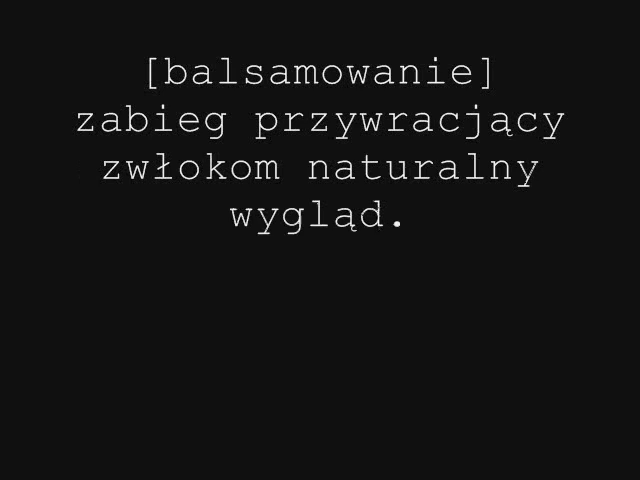 [balsamowanie]
zabieg przywracjący
zwłokom naturalny
wygląd.